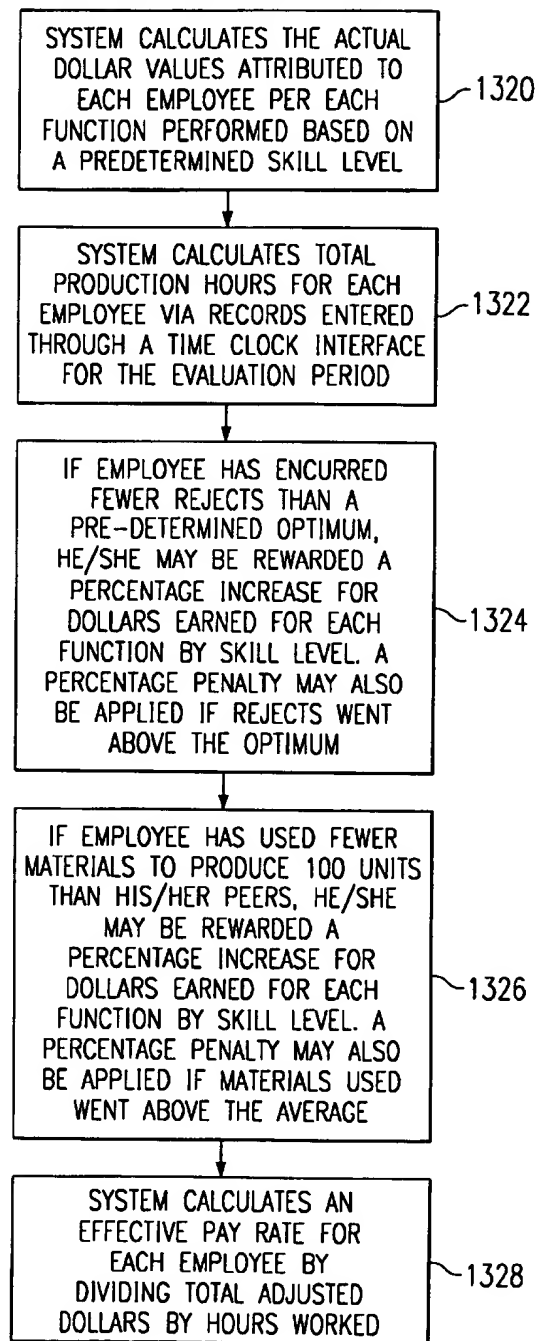 SYSTEM CALCULATES THE ACTUAL
DOLLAR VALUES ATTRIBUTED TO
EACH EMPLOYEE PER EACH
FUNCTION PERFORMED BASED ON
A PREDETERMINED SKILL LEVEL
1320
SYSTEM CALCULATES TOTAL
PRODUCTION HOURS FOR EACH
EMPLOYEE VIA RECORDS ENTERED
THROUGH A TIME CLOCK INTERFACE
FOR THE EVALUATION PERIOD
1322
IF EMPLOYEE HAS ENCURRED
FEWER REJECTS THAN A
PRE-DETERMINED OPTIMUM,
HE/SHE MAY BE REWARDED A
PERCENTAGE INCREASE FOR
DOLLARS EARNED FOR EACH
FUNCTION BY SKILL LEVEL. A
PERCENTAGE PENALTY MAY ALSO
BE APPLIED IF REJECTS WENT
ABOVE THE OPTIMUM
1324
IF EMPLOYEE HAS USED FEWER
MATERIALS TO PRODUCE 100 UNITS
THAN HIS/HER PEERS, HE/SHE
MAY BE REWARDED A
PERCENTAGE INCREASE FOR
DOLLARS EARNED FOR EACH
FUNCTION BY SKILL LEVEL. A
PERCENTAGE PENALTY MAY ALSO
BE APPLIED IF MATERIALS USED
WENT ABOVE THE AVERAGE
1326
SYSTEM CALCULATES AN
EFFECTIVE PAY RATE FOR
EACH EMPLOYEE BY
DIVIDING TOTAL ADJUSTED
DOLLARS BY HOURS WORKED
1328